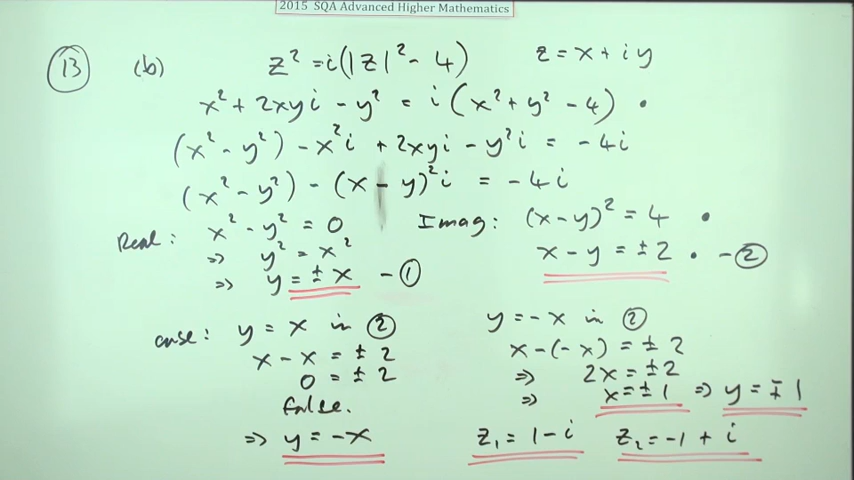 2015 SQA Advanced Higher Mathematics
13 (b) z² = i(|z|² - 4) z = x + iy
x² + 2xyi - y² = i(x² + y² - 4) •
(x² - y²) - x²i + 2xyi - y²i = -4i
(x² - y²) - (x - y)²i = -4i
Real: x² - y² = 0 Imag: (x - y)² = 4 •
⇒ y² = x² x - y = ±2 • - ②
⇒ y = ± x - ①
case: y = x in ② y = -x in ②
x - x = ± 2 x - (-x) = ± 2
0 = ± 2 ⇒ 2x = ±2
false. ⇒ x = ±1 ⇒ y = ∓1
⇒ y = -x z₁ = 1 - i z₂ = -1 + i